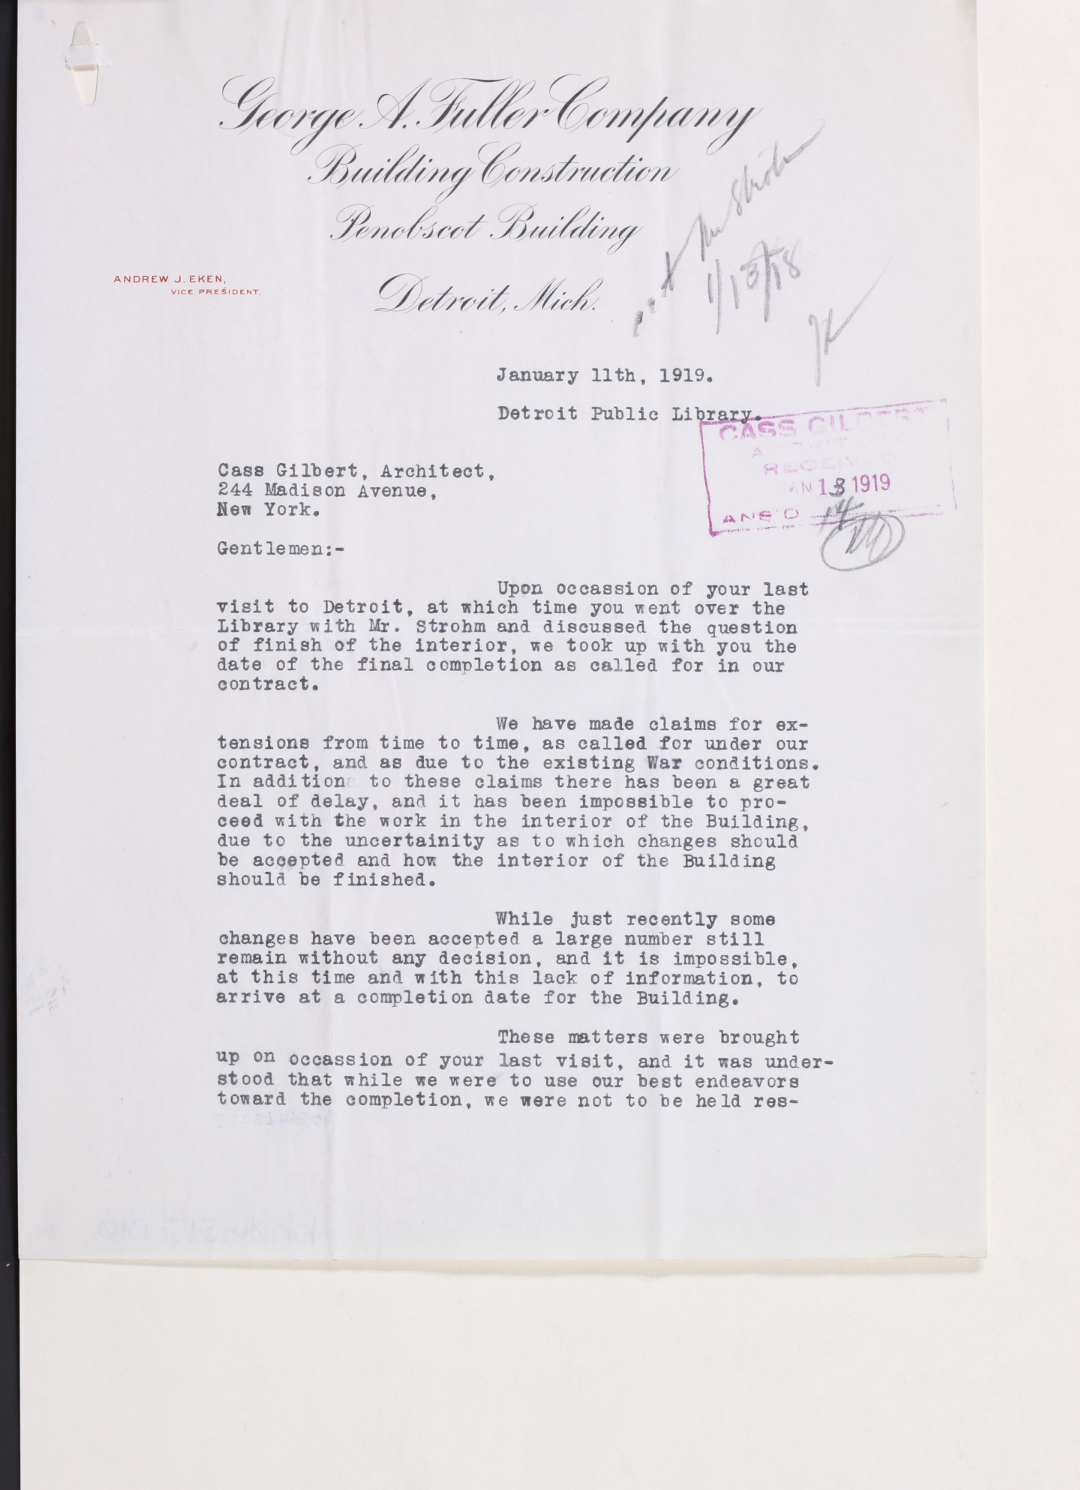 George A. Fuller Company
Building Construction
Penobscot Building
Detroit, Mich.
ANDREW J. EKEN,
VICE PRESIDENT.
Mr Strohm
1/13/18
January 11th, 1919.
Detroit Public Library.
CASS GILBERT
RECEIVED
JAN 13 1919
ANS'D 14
Cass Gilbert, Architect,
244 Madison Avenue,
New York.
Gentlemen:-
Upon occassion of your last
visit to Detroit, at which time you went over the
Library with Mr. Strohm and discussed the question
of finish of the interior, we took up with you the
date of the final completion as called for in our
contract.
We have made claims for ex-
tensions from time to time, as called for under our
contract, and as due to the existing War conditions.
In addition to these claims there has been a great
deal of delay, and it has been impossible to pro-
ceed with the work in the interior of the Building,
due to the uncertainity as to which changes should
be accepted and how the interior of the Building
should be finished.
While just recently some
changes have been accepted a large number still
remain without any decision, and it is impossible,
at this time and with this lack of information, to
arrive at a completion date for the Building.
These matters were brought
up on occassion of your last visit, and it was under-
stood that while we were to use our best endeavors
toward the completion, we were not to be held res-